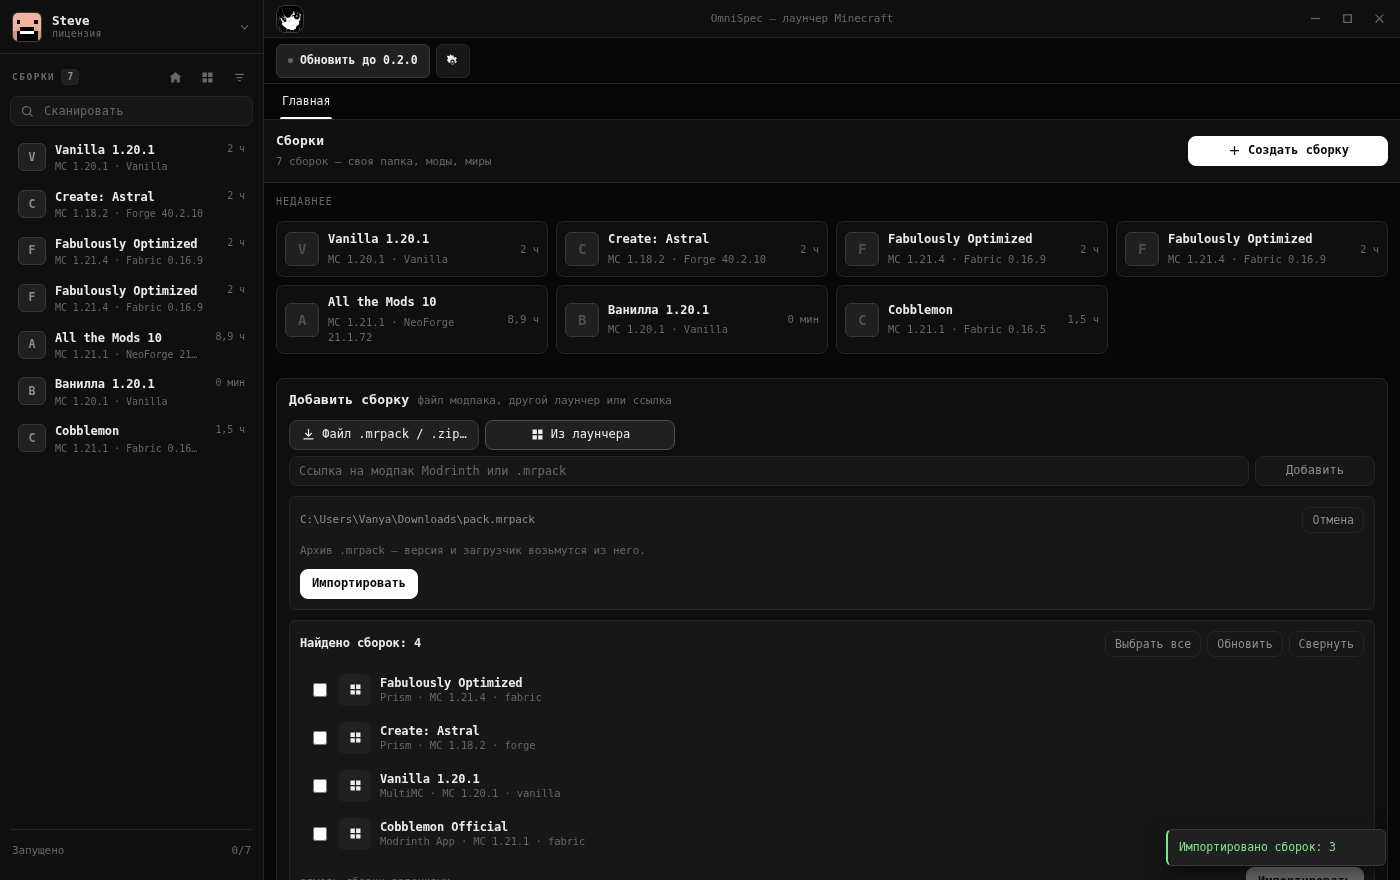 Steve
лицензия
OmniSpec — лаунчер Minecraft
Обновить до 0.2.0
СБОРКИ 7
Сканировать
Vanilla 1.20.1
2 ч
MC 1.20.1 · Vanilla
Create: Astral
2 ч
MC 1.18.2 · Forge 40.2.10
Fabulously Optimized
2 ч
MC 1.21.4 · Fabric 0.16.9
Fabulously Optimized
2 ч
MC 1.21.4 · Fabric 0.16.9
All the Mods 10
8,9 ч
MC 1.21.1 · NeoForge 21…
Ванилла 1.20.1
0 мин
MC 1.20.1 · Vanilla
Cobblemon
1,5 ч
MC 1.21.1 · Fabric 0.16…
Запущено
0/7
Главная
Сборки
7 сборок — своя папка, моды, миры
Создать сборку
НЕДАВНЕЕ
V
Vanilla 1.20.1
MC 1.20.1 · Vanilla
2 ч
C
Create: Astral
MC 1.18.2 · Forge 40.2.10
2 ч
F
Fabulously Optimized
MC 1.21.4 · Fabric 0.16.9
2 ч
F
Fabulously Optimized
MC 1.21.4 · Fabric 0.16.9
2 ч
A
All the Mods 10
MC 1.21.1 · NeoForge
21.1.72
8,9 ч
В
Ванилла 1.20.1
MC 1.20.1 · Vanilla
0 мин
C
Cobblemon
MC 1.21.1 · Fabric 0.16.5
1,5 ч
Добавить сборку файл модпака, другой лаунчер или ссылка
Файл .mrpack / .zip…
Из лаунчера
Ссылка на модпак Modrinth или .mrpack
Добавить
C:\Users\Vanya\Downloads\pack.mrpack
Отмена
Архив .mrpack — версия и загрузчик возьмутся из него.
Импортировать
Найдено сборок: 4
Выбрать все
Обновить
Свернуть
Fabulously Optimized
Prism · MC 1.21.4 · fabric
Create: Astral
Prism · MC 1.18.2 · forge
Vanilla 1.20.1
MultiMC · MC 1.20.1 · vanilla
Cobblemon Official
Modrinth App · MC 1.21.1 · fabric
Импортировано сборок: 3
Импортировать